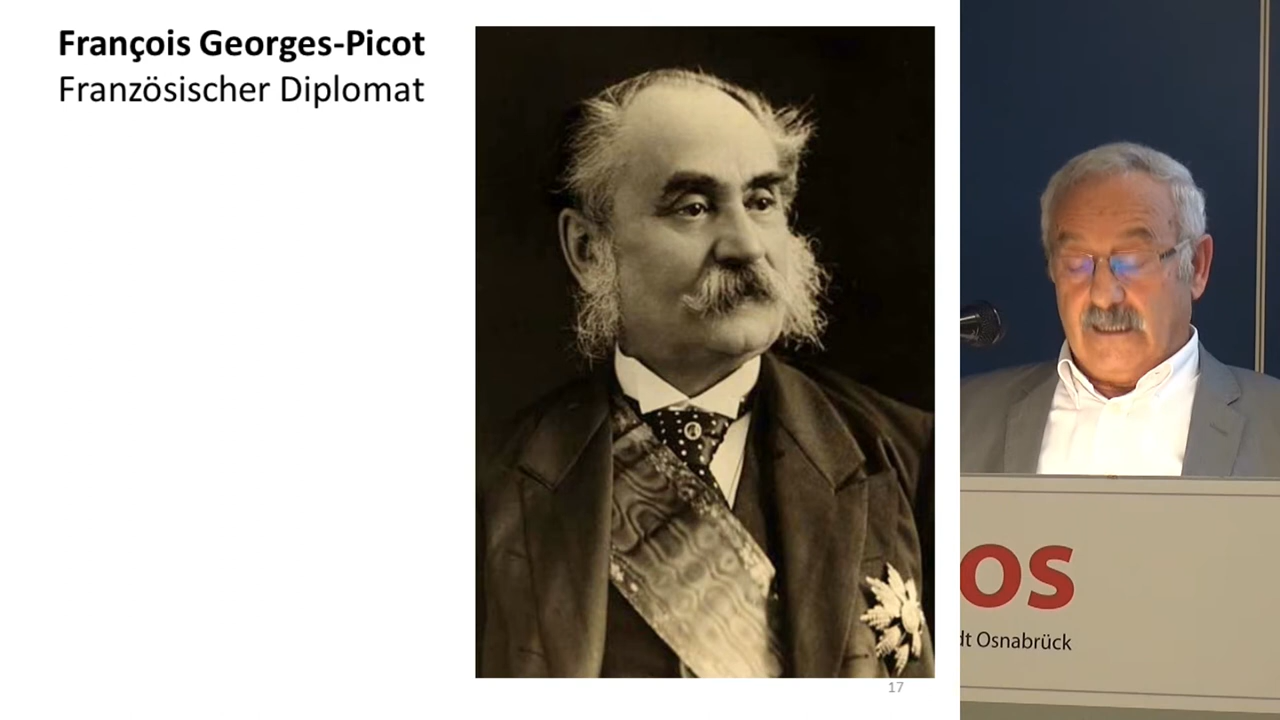 François Georges-Picot
Französischer Diplomat
17
os
dt Osnabrück